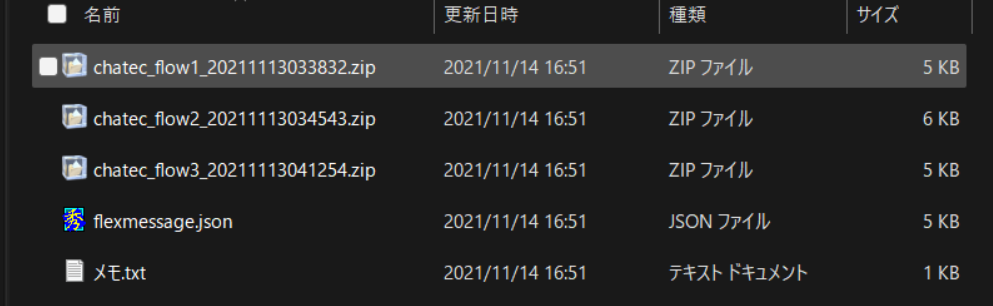 名前 更新日時 種類 サイズ
chatec_flow1_20211113033832.zip 2021/11/14 16:51 ZIP ファイル 5 KB
chatec_flow2_20211113034543.zip 2021/11/14 16:51 ZIP ファイル 6 KB
chatec_flow3_20211113041254.zip 2021/11/14 16:51 ZIP ファイル 5 KB
秀 flexmessage.json 2021/11/14 16:51 JSON ファイル 5 KB
メモ.txt 2021/11/14 16:51 テキスト ドキュメント 1 KB